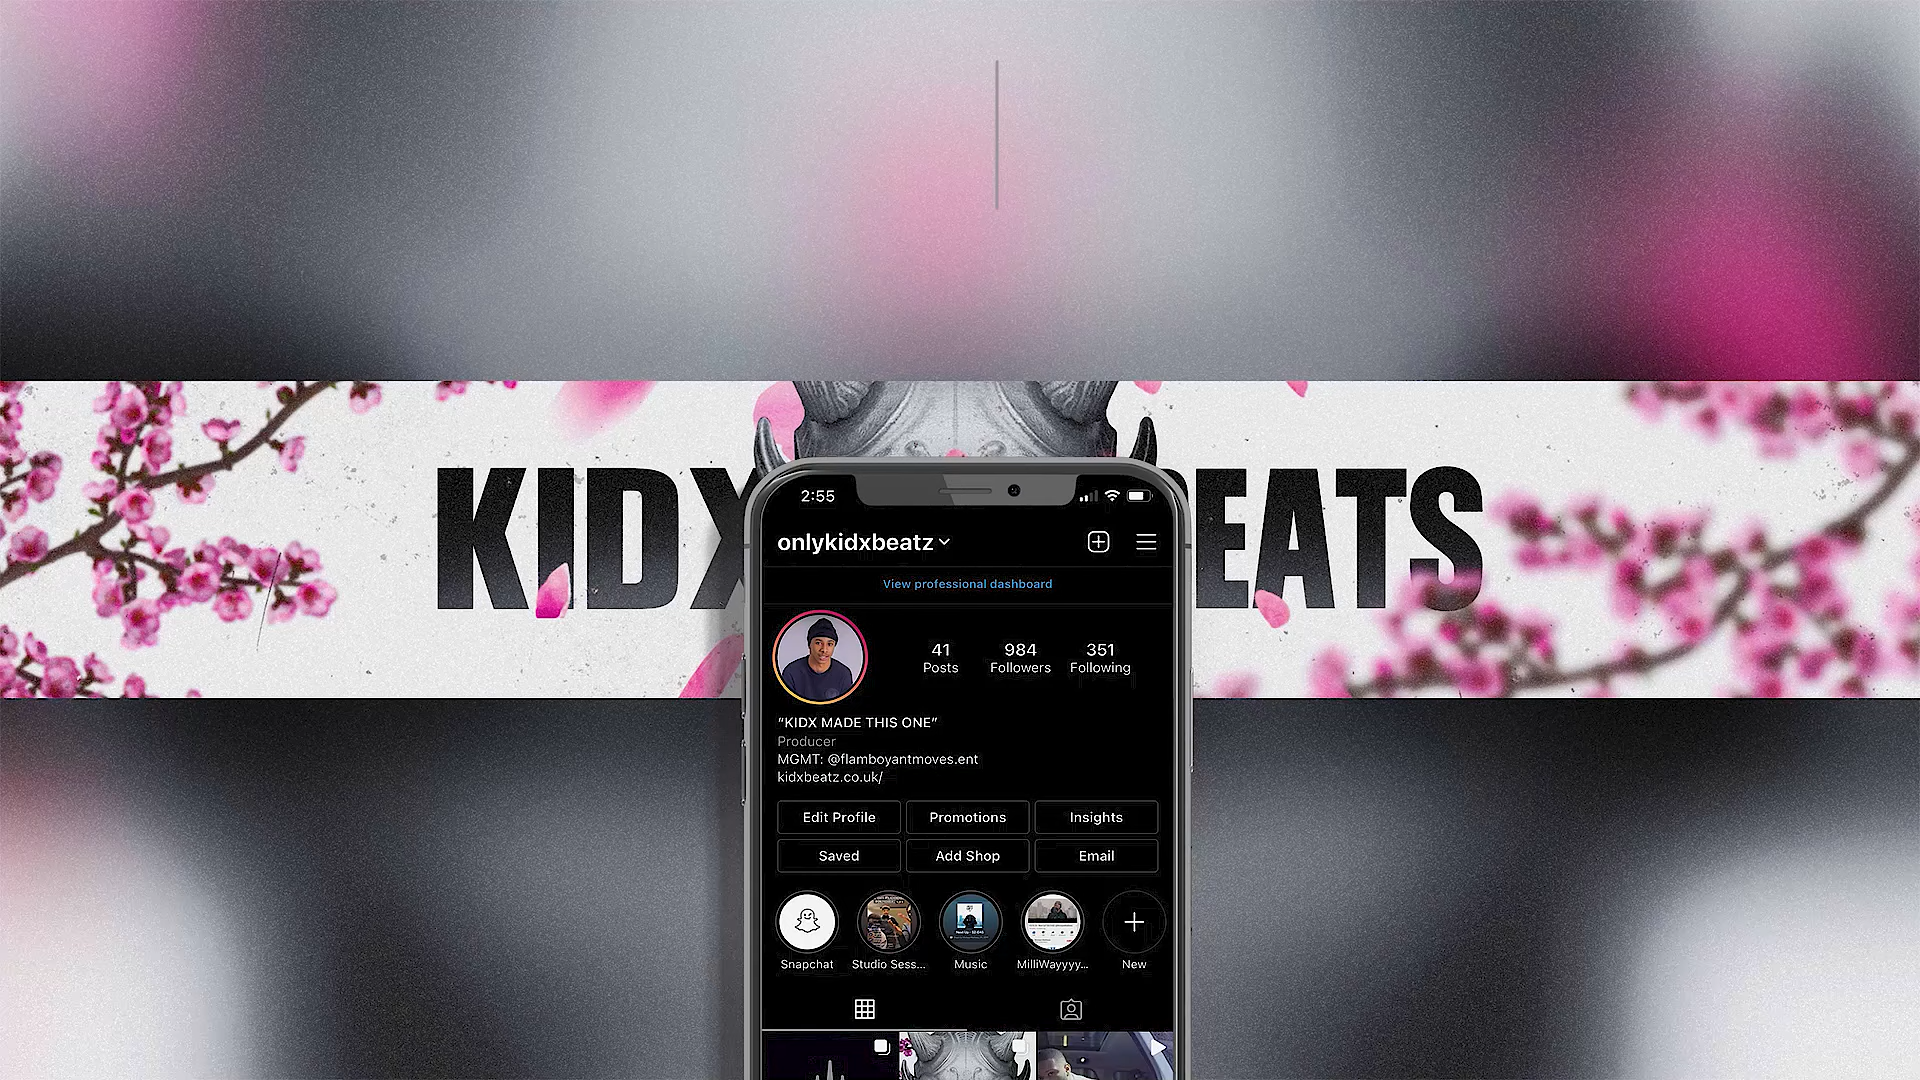 KIDX EATS
2:55
onlykidxbeatz
View professional dashboard
41 984 351
Posts Followers Following
“KIDX MADE THIS ONE”
Producer
MGMT: @flamboyantmoves.ent
kidxbeatz.co.uk/
Edit Profile Promotions Insights
Saved Add Shop Email
Snapchat Studio Sess... Music MilliWayyyy... New